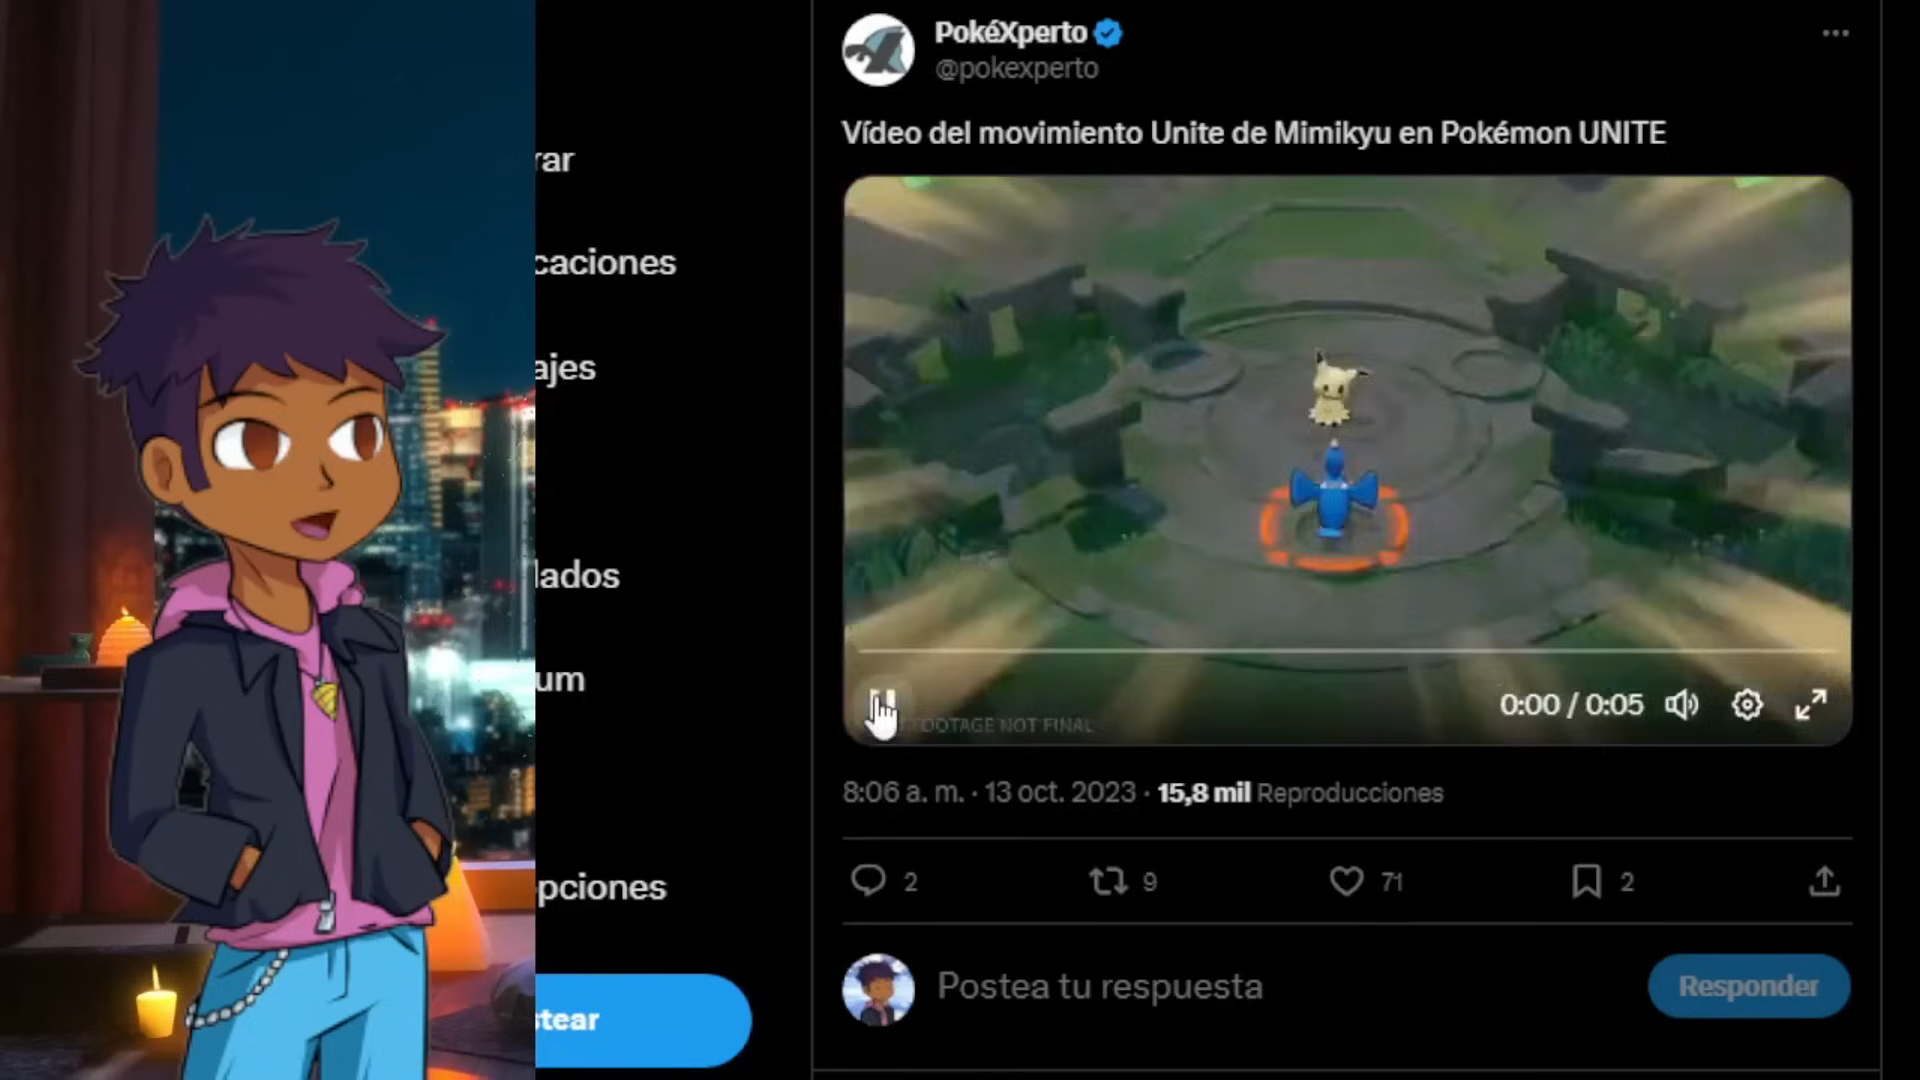 PokéXperto
@pokexperto
Vídeo del movimiento Unite de Mimikyu en Pokémon UNITE
rar
caciones
ajes
lados
um
pciones
stear
0:00 / 0:05
OOTAGE NOT FINAL
8:06 a. m. · 13 oct. 2023 · 15,8 mil Reproducciones
2 9 71 2
Postea tu respuesta
Responder